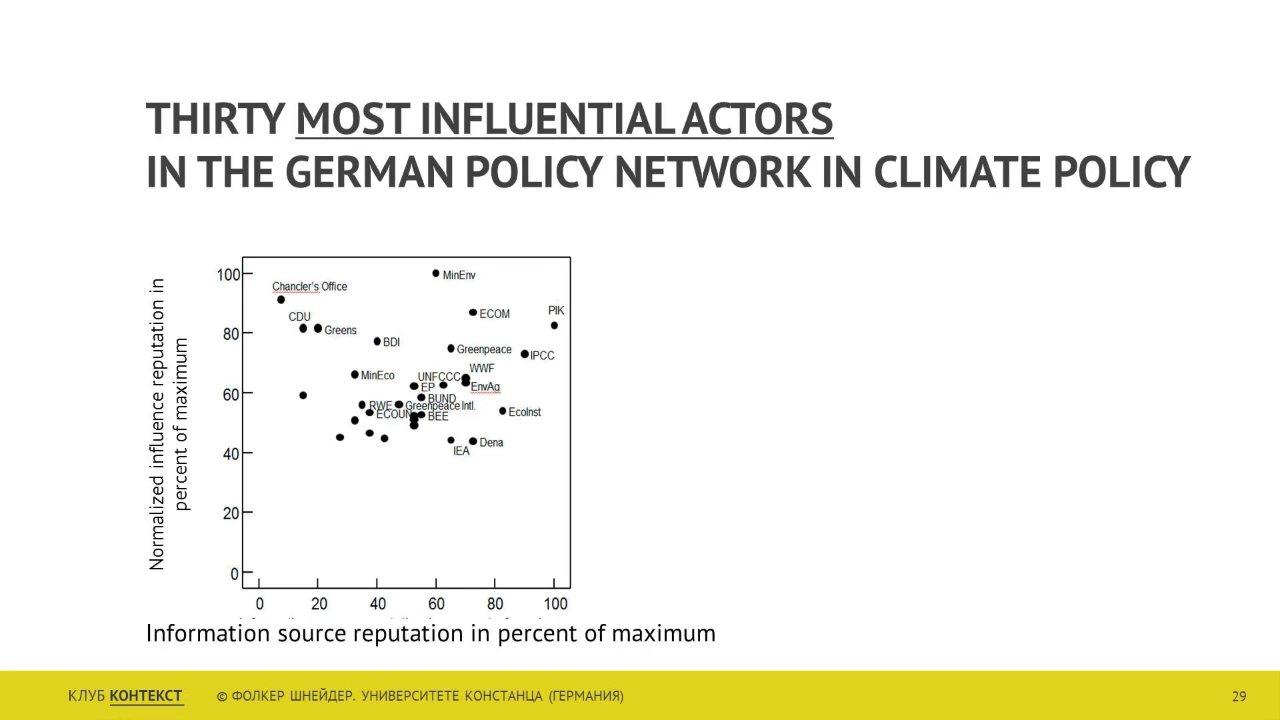 THIRTY MOST INFLUENTIAL ACTORS
IN THE GERMAN POLICY NETWORK IN CLIMATE POLICY
Normalized influence reputation in
percent of maximum
100
80
60
40
20
0
MinEnv
Chancler's Office
ECOM
PIK
CDU
Greens
BDI
Greenpeace
IPCC
WWF
MinEco
UNFCCC
EP
EnvAg
BUND
RWE
Greenpeace Intl.
ECOUN
BEE
EcoInst
Dena
IEA
0 20 40 60 80 100
Information source reputation in percent of maximum
КЛУБ КОНТЕКСТ
© ФОЛКЕР ШНЕЙДЕР. УНИВЕРСИТЕТЕ КОНСТАНЦА (ГЕРМАНИЯ)
29